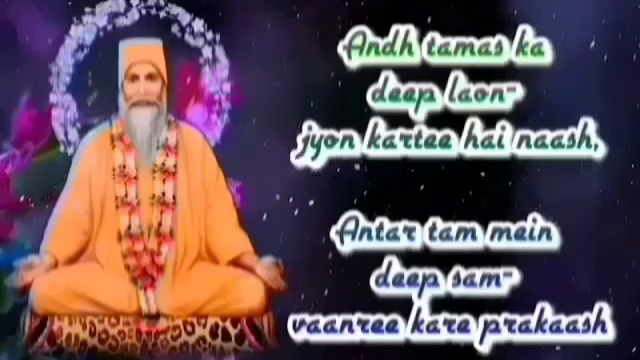 Andh tamas ka
deep laon-
jyon kartee hai naash,
Antar tam mein
deep sam-
vaanree kare prakaash